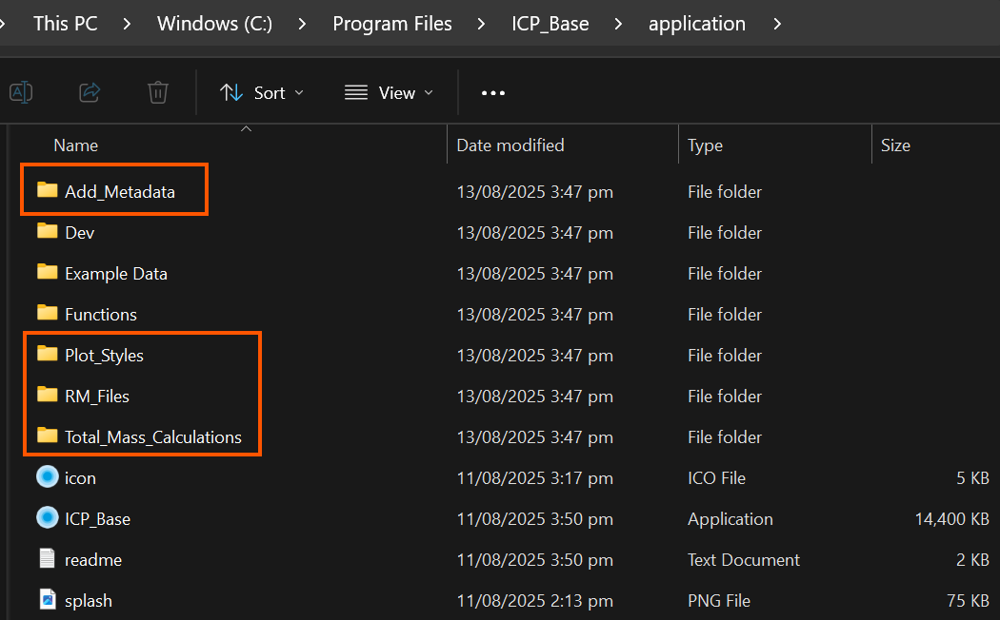 This PC > Windows (C:) > Program Files > ICP_Base > application >
Sort View
Name Date modified Type Size
Add_Metadata 13/08/2025 3:47 pm File folder
Dev 13/08/2025 3:47 pm File folder
Example Data 13/08/2025 3:47 pm File folder
Functions 13/08/2025 3:47 pm File folder
Plot_Styles 13/08/2025 3:47 pm File folder
RM_Files 13/08/2025 3:47 pm File folder
Total_Mass_Calculations 13/08/2025 3:47 pm File folder
icon 11/08/2025 3:17 pm ICO File 5 KB
ICP_Base 11/08/2025 3:50 pm Application 14,400 KB
readme 11/08/2025 3:50 pm Text Document 2 KB
splash 11/08/2025 2:13 pm PNG File 75 KB